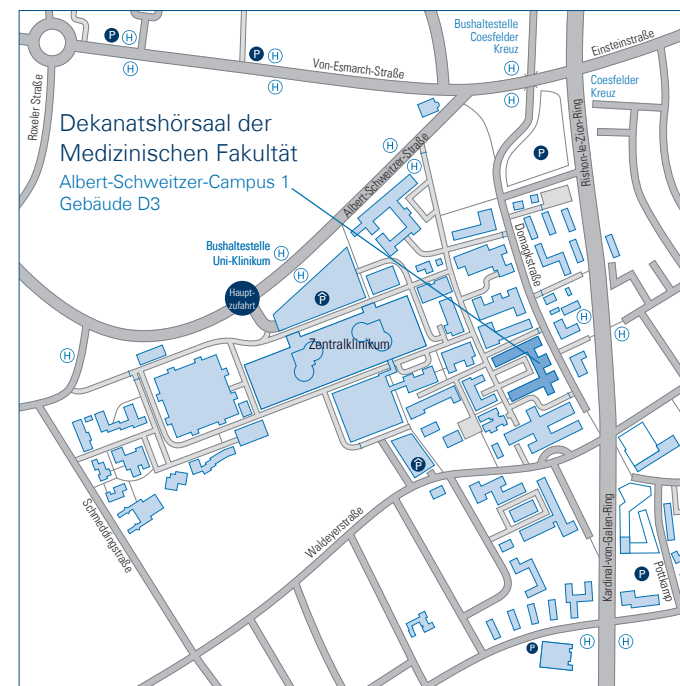 Bushaltestelle
Coesfelder
Kreuz
Einsteinstraße
P
H
H
P
H
H
H
H
Von-Esmarch-Straße
Coesfelder
Kreuz
Roxeler Straße
Rishon-le-Zion-Ring
Dekanatshörsaal der
Medizinischen Fakultät
Albert-Schweitzer-Campus 1
Gebäude D3
Albert-Schweitzer-Straße
H
H
P
Domagkstraße
Bushaltestelle
Uni-Klinikum
H
H
Haupt-
zufahrt
P
H
H
H
Zentralklinikum
P
Schmeddingstraße
Waldeyerstraße
Kardinal-von-Galen-Ring
Pottkamp
P
P
H
H